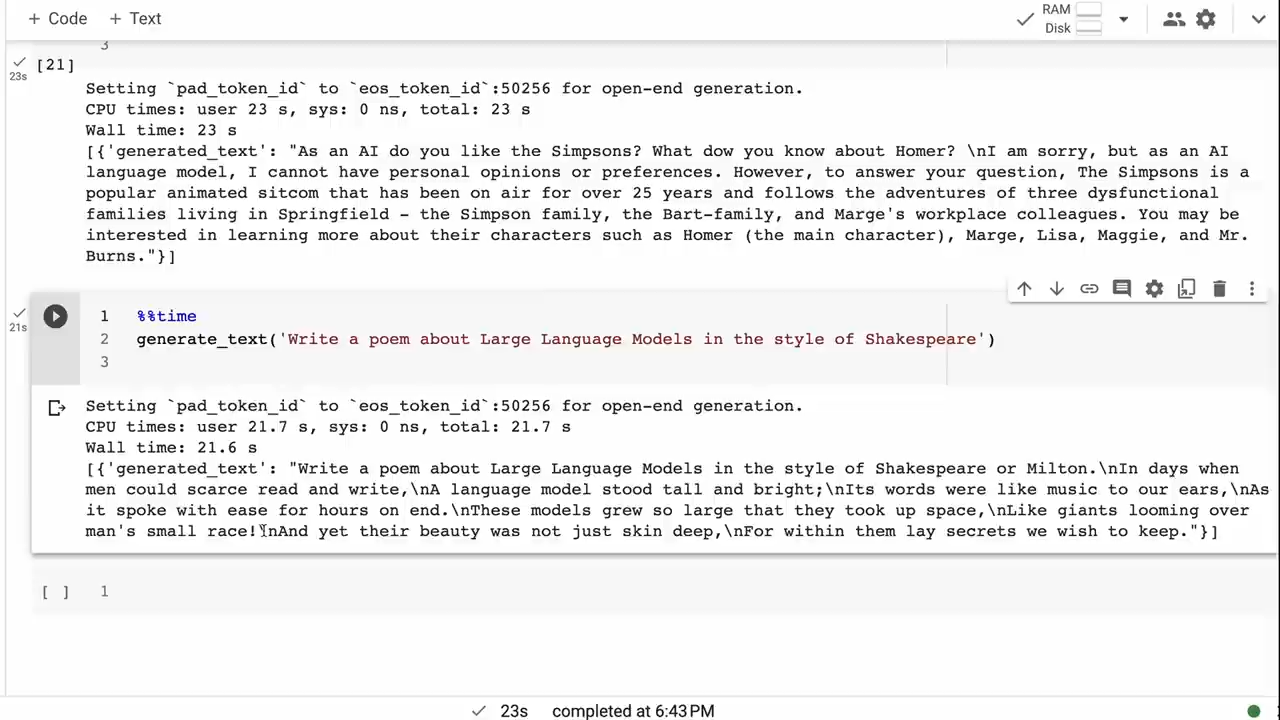 + Code + Text
RAM
Disk
3
[21]
23s
Setting `pad_token_id` to `eos_token_id`:50256 for open-end generation.
CPU times: user 23 s, sys: 0 ns, total: 23 s
Wall time: 23 s
[{'generated_text': "As an AI do you like the Simpsons? What dow you know about Homer? \nI am sorry, but as an AI
language model, I cannot have personal opinions or preferences. However, to answer your question, The Simpsons is a
popular animated sitcom that has been on air for over 25 years and follows the adventures of three dysfunctional
families living in Springfield - the Simpson family, the Bart-family, and Marge's workplace colleagues. You may be
interested in learning more about their characters such as Homer (the main character), Marge, Lisa, Maggie, and Mr.
Burns."}]
21s
1 %%time
2 generate_text('Write a poem about Large Language Models in the style of Shakespeare')
3
Setting `pad_token_id` to `eos_token_id`:50256 for open-end generation.
CPU times: user 21.7 s, sys: 0 ns, total: 21.7 s
Wall time: 21.6 s
[{'generated_text': "Write a poem about Large Language Models in the style of Shakespeare or Milton.\nIn days when
men could scarce read and write,\nA language model stood tall and bright;\nIts words were like music to our ears,\nAs
it spoke with ease for hours on end.\nThese models grew so large that they took up space,\nLike giants looming over
man's small race!\nAnd yet their beauty was not just skin deep,\nFor within them lay secrets we wish to keep."}]
[ ] 1
23s completed at 6:43 PM